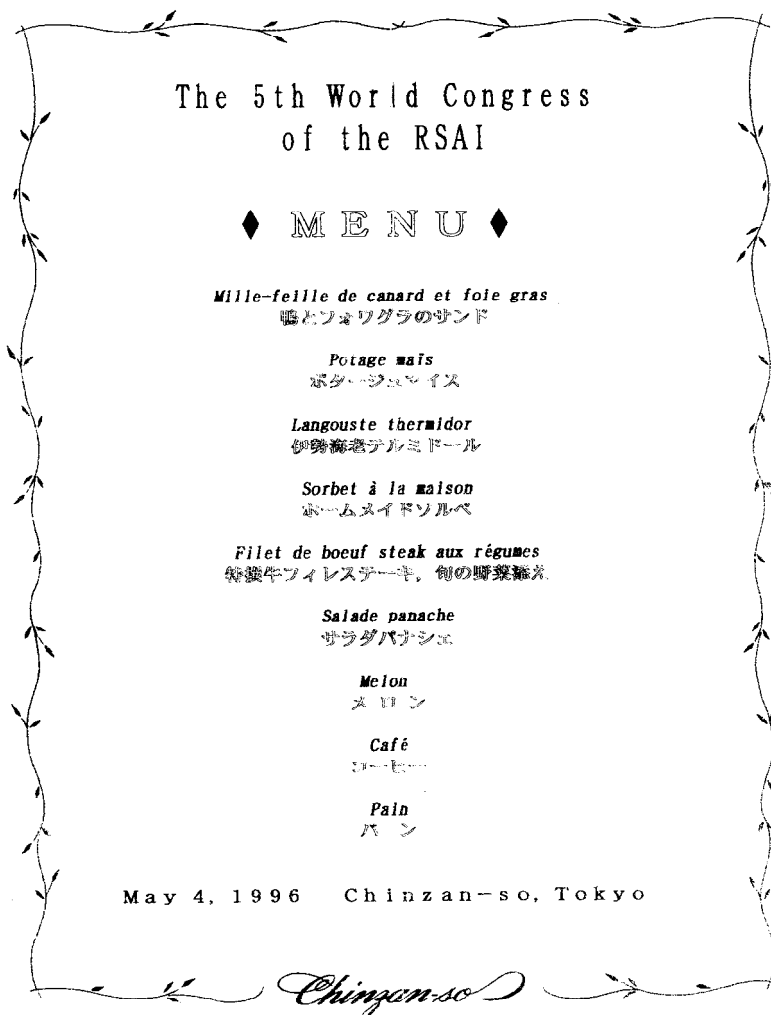 The 5th World Congress
of the RSAI
◆ MENU ◆
Mille-feille de canard et foie gras
鴨とフォワグラのサンド
Potage maïs
ポタージュマイス
Langouste thermidor
伊勢海老テルミドール
Sorbet à la maison
ホームメイドソルベ
Filet de boeuf steak aux régumes
特撰牛フィレステーキ，旬の野菜添え
Salade panache
サラダパナシェ
Melon
メロン
Café
コーヒー
Pain
パン
May 4, 1996 Chinzan-so, Tokyo
Chinzan-so